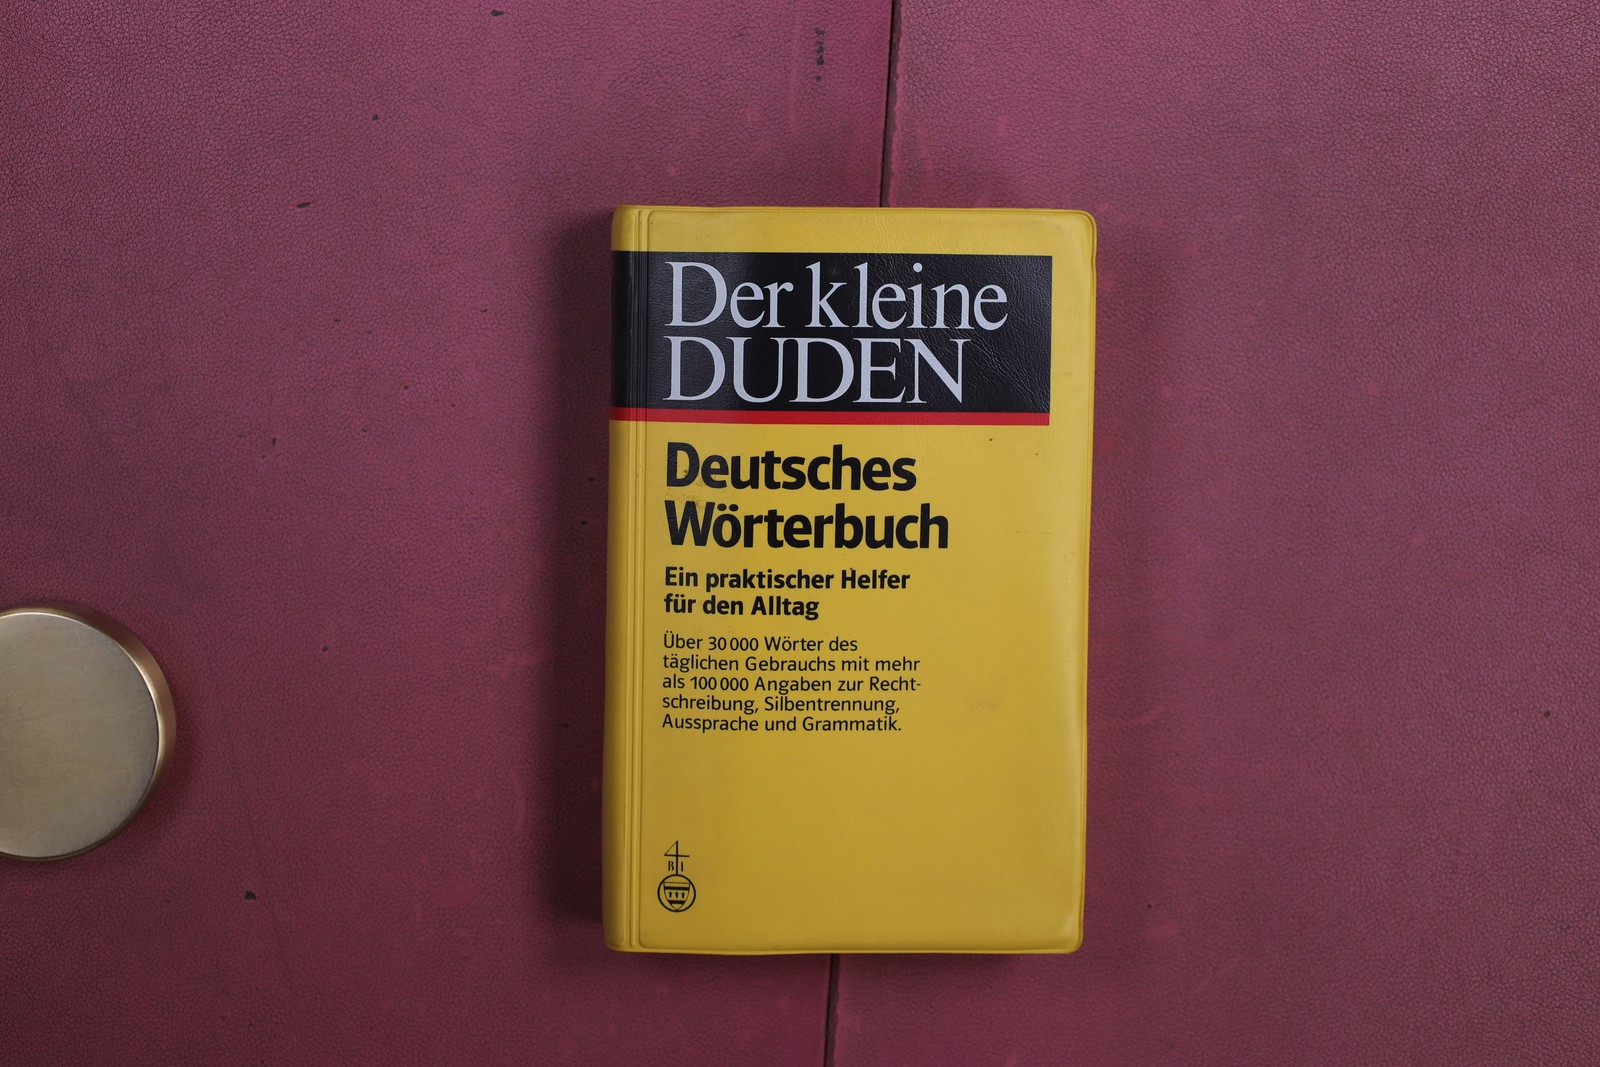 Der kleine
DUDEN
Deutsches
Wörterbuch
Ein praktischer Helfer
für den Alltag
Über 30 000 Wörter des
täglichen Gebrauchs mit mehr
als 100 000 Angaben zur Recht-
schreibung, Silbentrennung,
Aussprache und Grammatik.
B I